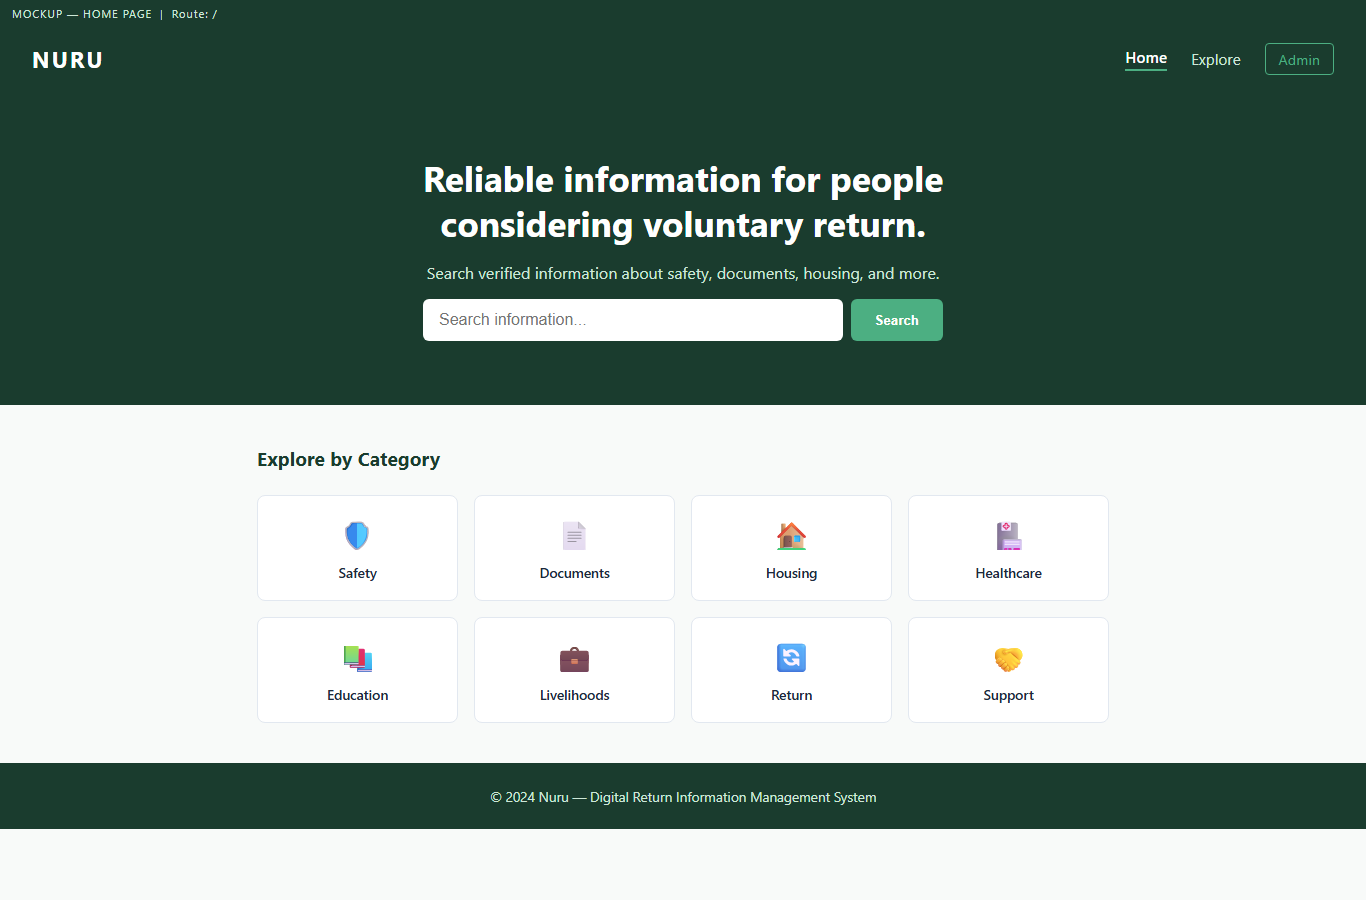 MOCKUP — HOME PAGE | Route: /
NURU
Home
Explore
Admin
Reliable information for people
considering voluntary return.
Search verified information about safety, documents, housing, and more.
Search information...
Search
Explore by Category
Safety
Documents
Housing
Healthcare
Education
Livelihoods
Return
Support
© 2024 Nuru — Digital Return Information Management System